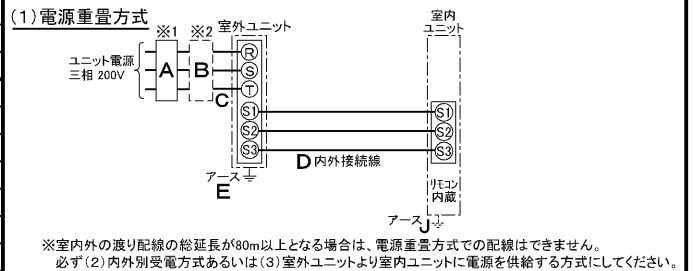 (1)電源重畳方式
※1 ※2 室外ユニット
室内
ユニット
ユニット電源
三相 200V
A B
C
R
S
T
S1 S1
S2 S2
S3 S3
D 内外接続線
アース
E
リモコン
内蔵
アース J
※室内外の渡り配線の総延長が80m以上となる場合は、電源重畳方式での配線はできません。
必ず(2)内外別受電方式あるいは(3)室外ユニットより室内ユニットに電源を供給する方式にしてください。